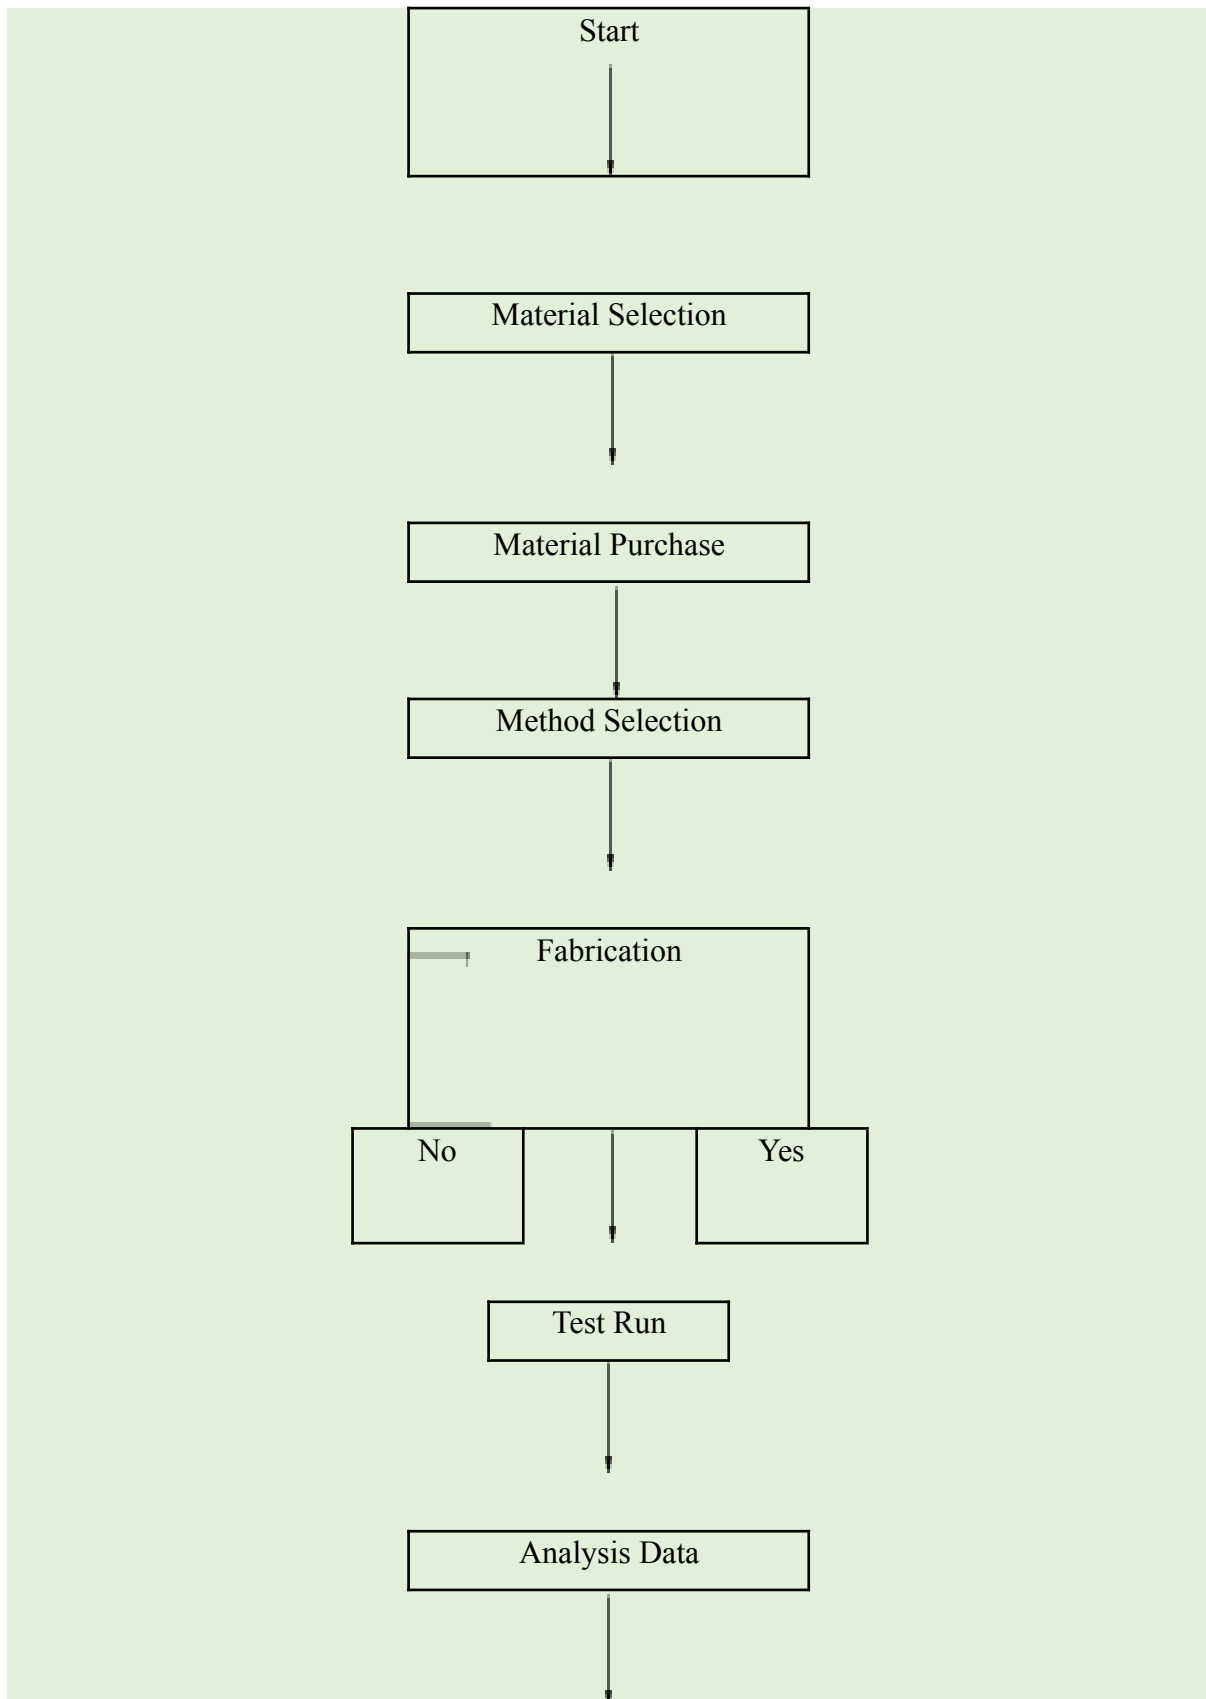 Start
Material Selection
Material Purchase
Method Selection
Fabrication
No
Yes
Test Run
Analysis Data